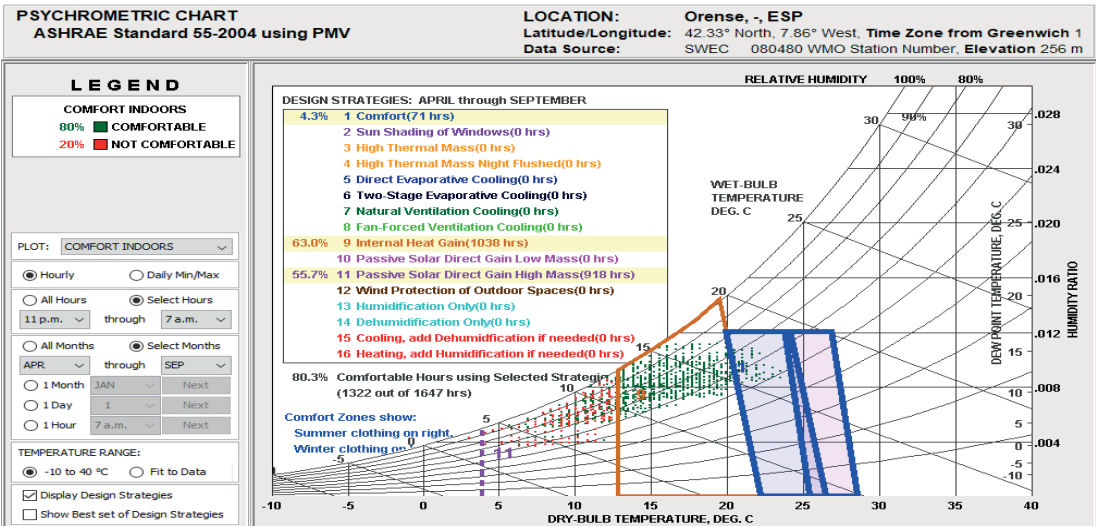 PSYCHROMETRIC CHART
ASHRAE Standard 55-2004 using PMV
LOCATION: Orense, -, ESP
Latitude/Longitude: 42.33° North, 7.86° West, Time Zone from Greenwich 1
Data Source: SWEC 080480 WMO Station Number, Elevation 256 m
LEGEND
COMFORT INDOORS
80% COMFORTABLE
20% NOT COMFORTABLE
PLOT: COMFORT INDOORS
Hourly Daily Min/Max
All Hours Select Hours
11 p.m. through 7 a.m.
All Months Select Months
APR through SEP
1 Month JAN Next
1 Day 1 Next
1 Hour 7 a.m. Next
TEMPERATURE RANGE:
-10 to 40 °C Fit to Data
Display Design Strategies
Show Best set of Design Strategies
RELATIVE HUMIDITY 100% 80%
90%
DESIGN STRATEGIES: APRIL through SEPTEMBER
4.3% 1 Comfort(71 hrs)
2 Sun Shading of Windows(0 hrs)
3 High Thermal Mass(0 hrs)
4 High Thermal Mass Night Flushed(0 hrs)
5 Direct Evaporative Cooling(0 hrs)
6 Two-Stage Evaporative Cooling(0 hrs)
7 Natural Ventilation Cooling(0 hrs)
8 Fan-Forced Ventilation Cooling(0 hrs)
63.0% 9 Internal Heat Gain(1038 hrs)
10 Passive Solar Direct Gain Low Mass(0 hrs)
55.7% 11 Passive Solar Direct Gain High Mass(918 hrs)
12 Wind Protection of Outdoor Spaces(0 hrs)
13 Humidification Only(0 hrs)
14 Dehumidification Only(0 hrs)
15 Cooling, add Dehumidification if needed(0 hrs)
16 Heating, add Humidification if needed(0 hrs)
80.3% Comfortable Hours using Selected Strategie
(1322 out of 1647 hrs)
Comfort Zones show:
Summer clothing on right,
Winter clothing on
WET-BULB
TEMPERATURE
DEG. C
-5
0
5
10
15
20
25
30
9
11
1
DEW POINT TEMPERATURE, DEG. C
30
25
20
15
10
5
0
-5
-10
HUMIDITY RATIO
.028
.024
.020
.016
.012
.008
.004
-10 -5 0 5 10 15 20 25 30 35 40
DRY-BULB TEMPERATURE, DEG. C